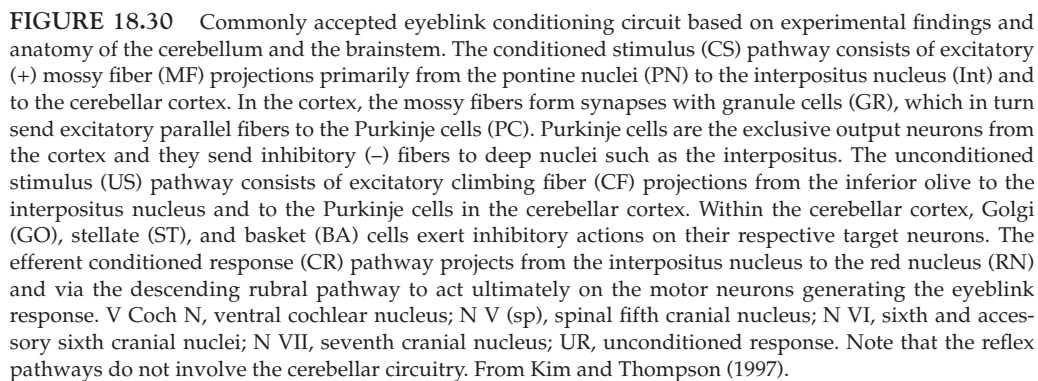 FIGURE 18.30 Commonly accepted eyeblink conditioning circuit based on experimental findings and
anatomy of the cerebellum and the brainstem. The conditioned stimulus (CS) pathway consists of excitatory
(+) mossy fiber (MF) projections primarily from the pontine nuclei (PN) to the interpositus nucleus (Int) and
to the cerebellar cortex. In the cortex, the mossy fibers form synapses with granule cells (GR), which in turn
send excitatory parallel fibers to the Purkinje cells (PC). Purkinje cells are the exclusive output neurons from
the cortex and they send inhibitory (–) fibers to deep nuclei such as the interpositus. The unconditioned
stimulus (US) pathway consists of excitatory climbing fiber (CF) projections from the inferior olive to the
interpositus nucleus and to the Purkinje cells in the cerebellar cortex. Within the cerebellar cortex, Golgi
(GO), stellate (ST), and basket (BA) cells exert inhibitory actions on their respective target neurons. The
efferent conditioned response (CR) pathway projects from the interpositus nucleus to the red nucleus (RN)
and via the descending rubral pathway to act ultimately on the motor neurons generating the eyeblink
response. V Coch N, ventral cochlear nucleus; N V (sp), spinal fifth cranial nucleus; N VI, sixth and acces-
sory sixth cranial nuclei; N VII, seventh cranial nucleus; UR, unconditioned response. Note that the reflex
pathways do not involve the cerebellar circuitry. From Kim and Thompson (1997).